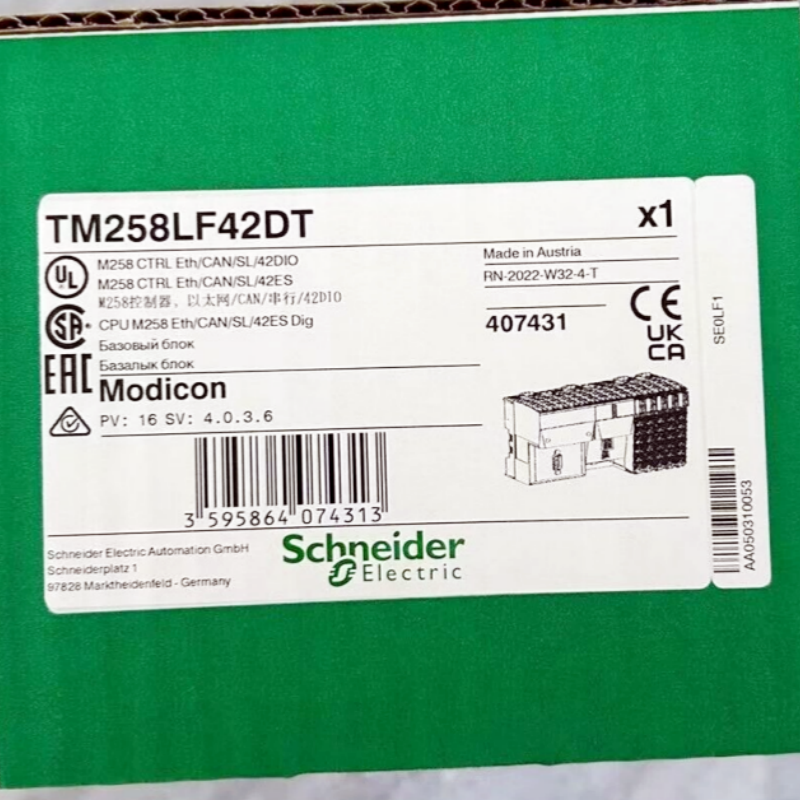 TM258LF42DT
x1
M258 CTRL Eth/CAN/SL/42DIO
M258 CTRL Eth/CAN/SL/42ES
M258控制器, 以太网/CAN/串行/42DIO
CPU M258 Eth/CAN/SL/42ES Dig
Базовый блок
Базалык блок
Made in Austria
RN-2022-W32-4-T
407431
UL
SA
EAC
CE
UK
CA
Modicon
PV: 16 SV: 4.0.3.6
3 595864 074313
Schneider Electric Automation GmbH
Schneiderplatz 1
97828 Marktheidenfeld - Germany
Schneider
Electric
SE0LF1
AA050310053